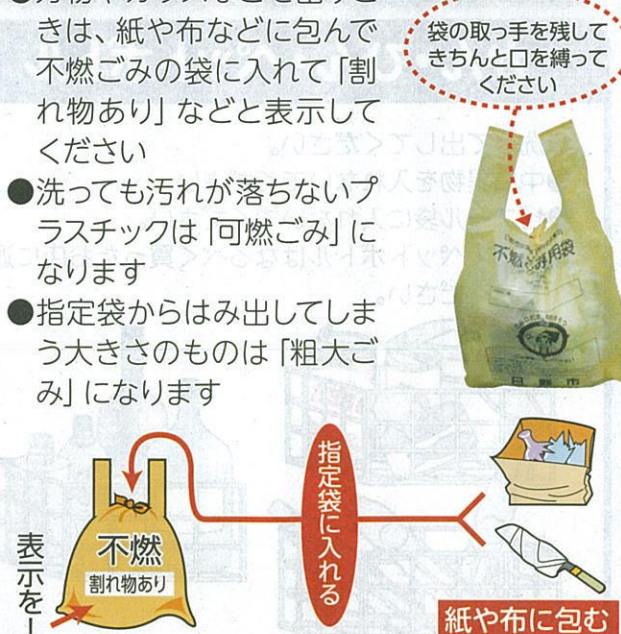 きは、紙や布などに包んで
不燃ごみの袋に入れて「割
れ物あり」などと表示して
ください
●洗っても汚れが落ちないプ
ラスチックは「可燃ごみ」に
なります
●指定袋からはみ出してしま
う大きさのものは「粗大ご
み」になります
袋の取っ手を残して
きちんと口を縛って
ください
不燃ごみ用袋
日野市
指定袋に入れる
不燃
割れ物あり
表示を
紙や布に包む